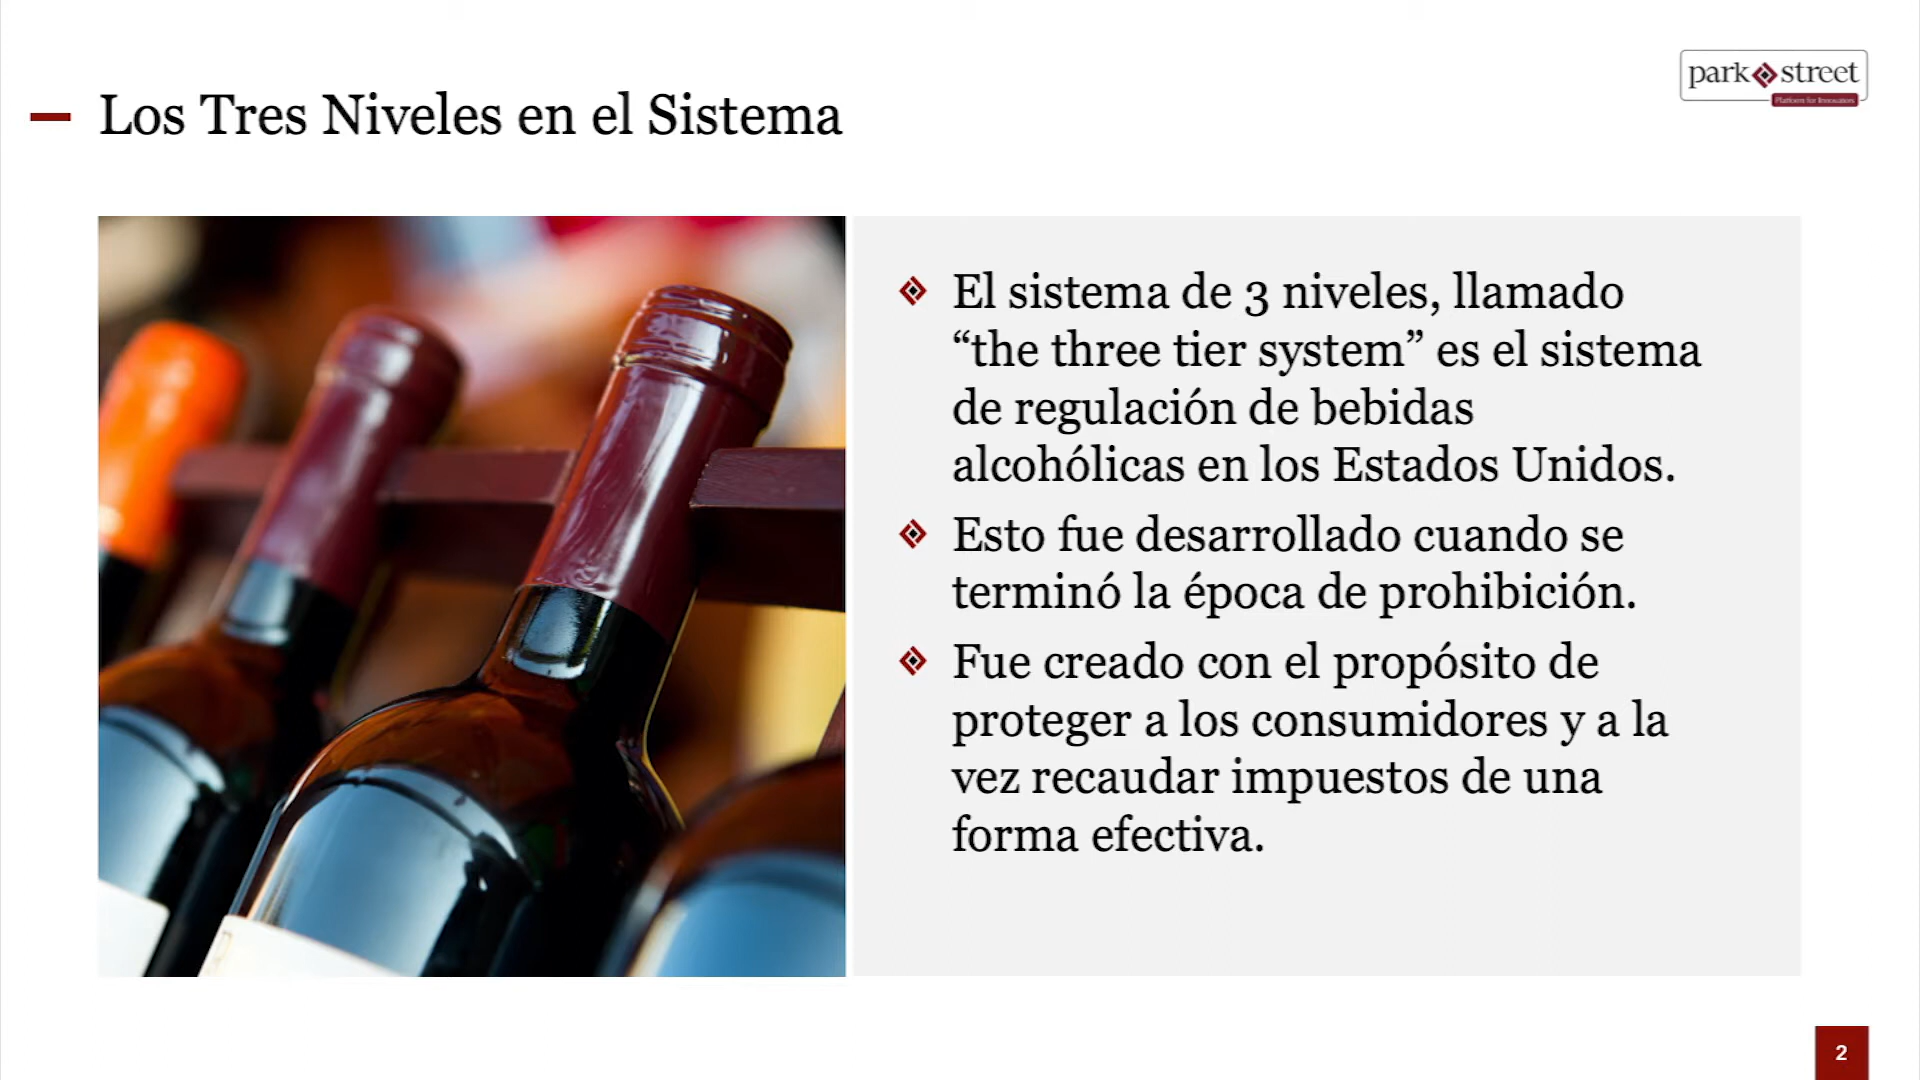 park street
Platform for Innovation
Los Tres Niveles en el Sistema
El sistema de 3 niveles, llamado
“the three tier system” es el sistema
de regulación de bebidas
alcohólicas en los Estados Unidos.
Esto fue desarrollado cuando se
terminó la época de prohibición.
Fue creado con el propósito de
proteger a los consumidores y a la
vez recaudar impuestos de una
forma efectiva.
2